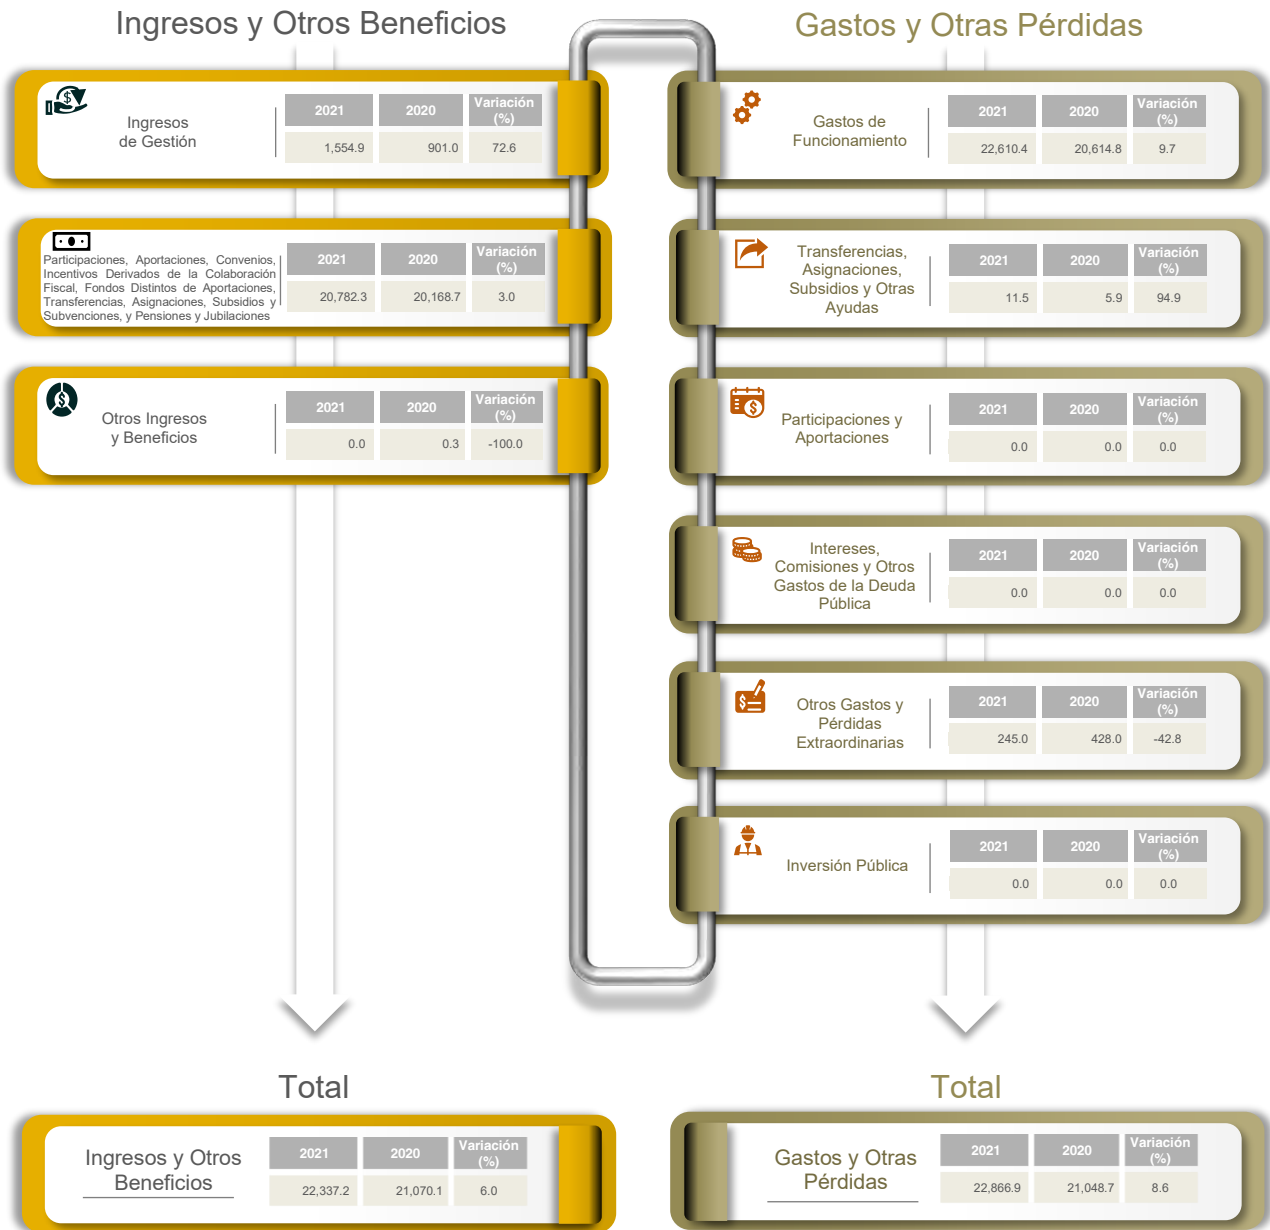 Ingresos y Otros Beneficios
Ingresos
de Gestión
2021 2020 Variación
(%)
1,554.9 901.0 72.6
Participaciones, Aportaciones, Convenios,
Incentivos Derivados de la Colaboración
Fiscal, Fondos Distintos de Aportaciones,
Transferencias, Asignaciones, Subsidios y
Subvenciones, y Pensiones y Jubilaciones
2021 2020 Variación
(%)
20,782.3 20,168.7 3.0
Otros Ingresos
y Beneficios
2021 2020 Variación
(%)
0.0 0.3 -100.0
Total
Ingresos y Otros
Beneficios
2021 2020 Variación
(%)
22,337.2 21,070.1 6.0
Gastos y Otras Pérdidas
Gastos de
Funcionamiento
2021 2020 Variación
(%)
22,610.4 20,614.8 9.7
Transferencias,
Asignaciones,
Subsidios y Otras
Ayudas
2021 2020 Variación
(%)
11.5 5.9 94.9
Participaciones y
Aportaciones
2021 2020 Variación
(%)
0.0 0.0 0.0
Intereses,
Comisiones y Otros
Gastos de la Deuda
Pública
2021 2020 Variación
(%)
0.0 0.0 0.0
Otros Gastos y
Pérdidas
Extraordinarias
2021 2020 Variación
(%)
245.0 428.0 -42.8
Inversión Pública
2021 2020 Variación
(%)
0.0 0.0 0.0
Total
Gastos y Otras
Pérdidas
2021 2020 Variación
(%)
22,866.9 21,048.7 8.6